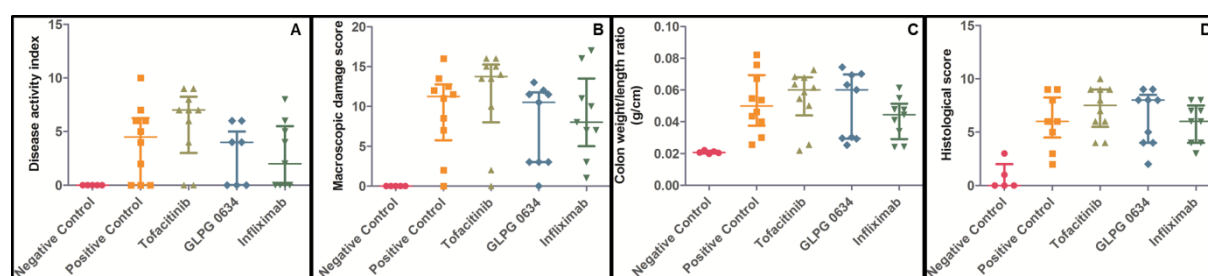 A
Disease activity index
15
10
5
0
Negative Control
Positive Control
Tofacitinib
GLPG 0634
Infliximab
B
Macroscopic damage score
20
15
10
5
0
Negative Control
Positive Control
Tofacitinib
GLPG 0634
Infliximab
C
Colon weight/length ratio
(g/cm)
0.10
0.08
0.06
0.04
0.02
0.00
Negative Control
Positive Control
Tofacitinib
GLPG 0634
Infliximab
D
Histological score
15
10
5
0
Negative Control
Positive Control
Tofacitinib
GLPG 0634
Infliximab